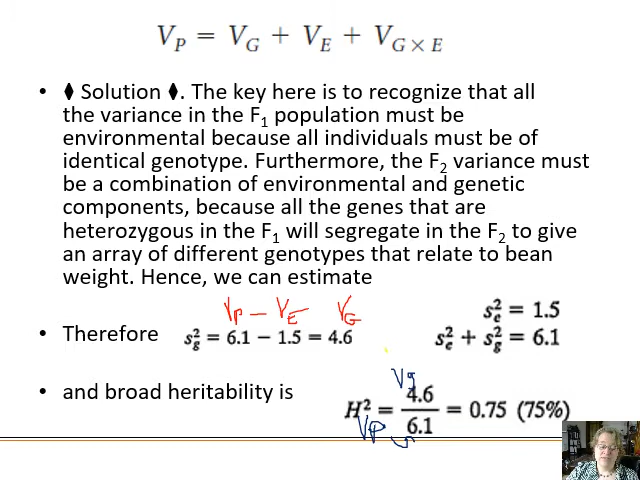 V_P = V_G + V_E + V_{G×E}
• ♦ Solution ♦. The key here is to recognize that all
the variance in the F₁ population must be
environmental because all individuals must be of
identical genotype. Furthermore, the F₂ variance must
be a combination of environmental and genetic
components, because all the genes that are
heterozygous in the F₁ will segregate in the F₂ to give
an array of different genotypes that relate to bean
weight. Hence, we can estimate
VP – VE VG
s²_e = 1.5
• Therefore s²_g = 6.1 − 1.5 = 4.6 s²_e + s²_g = 6.1
Vg
• and broad heritability is H² = 4.6/6.1 = 0.75 (75%)
VP